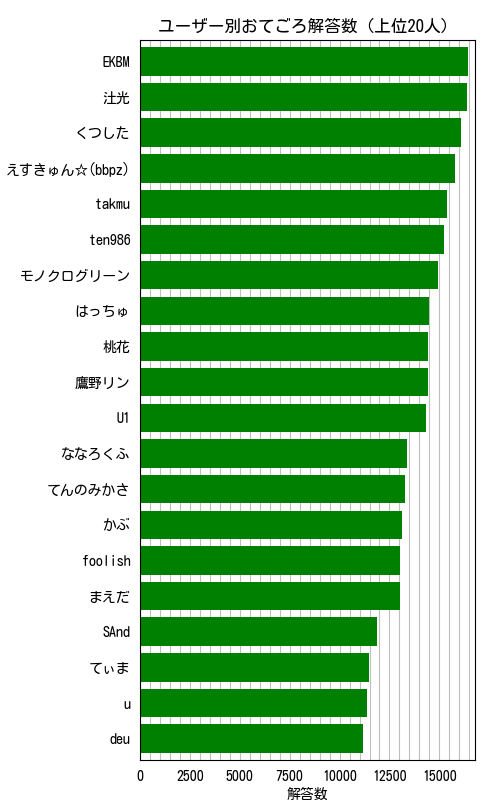 ユーザー別おてごろ解答数（上位20人）
EKBM
汢光
くつした
えすきゅん☆(bbpz)
takmu
ten986
モノクログリーン
はっちゅ
桃花
鷹野リン
U1
ななろくふ
てんのみかさ
かぶ
foolish
まえだ
SAnd
てぃま
u
deu
0 2500 5000 7500 10000 12500 15000
解答数